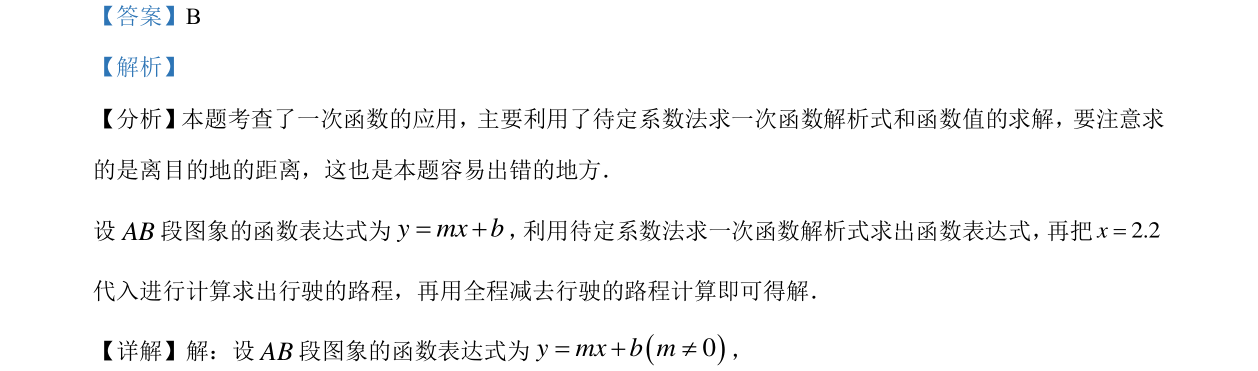 【答案】B
【解析】
【分析】本题考查了一次函数的应用，主要利用了待定系数法求一次函数解析式和函数值的求解，要注意求
的是离目的地的距离，这也是本题容易出错的地方．
设 AB 段图象的函数表达式为 y = mx + b，利用待定系数法求一次函数解析式求出函数表达式，再把 x = 2.2
代入进行计算求出行驶的路程，再用全程减去行驶的路程计算即可得解．
【详解】解：设 AB 段图象的函数表达式为 y = mx + b(m ≠ 0)，